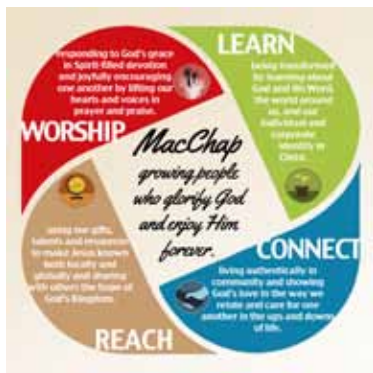 responding to God's grace
in Spirit-filled devotion
and joyfully encouraging
one another by lifting our
hearts and voices in
prayer and praise.
WORSHIP
LEARN
being transformed
by learning about
God and His Word,
the world around
us, and our
individual and
corporate
identity in
Christ.
MacChap
growing people
who glorify God
and enjoy Him
forever.
using our gifts,
talents and resources
to make Jesus known
both locally and
globally and sharing
with others the hope of
God's Kingdom.
REACH
CONNECT
living authentically in
community and showing
God's love in the way we
relate and care for one
another in the ups and downs
of life.